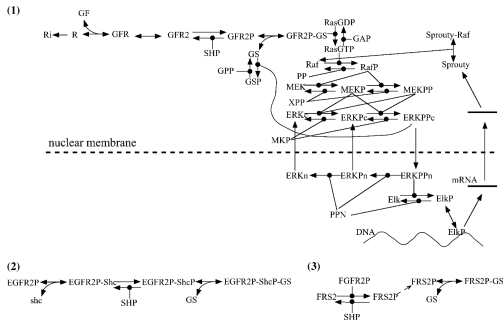 (1)
GF
Ri R GFR GFR2 GFR2P GFR2P-GS
SHP
RasGDP
GAP
RasGTP
Sprouty-Raf
Sprouty
GS
GPP
GSP
Raf RafP
PP
MEK MEKP MEKPP
XPP
ERKc ERKPc ERKPPc
MKP
nuclear membrane
ERKn ERKPn ERKPPn
mRNA
Elk ElkP
PPN
DNA ElkP
(2)
EGFR2P EGFR2P-Shc EGFR2P-ShcP EGFR2P-ShcP-GS
shc SHP GS
(3)
FGFR2P
FRS2 FRS2P FRS2P FRS2P-GS
SHP GS